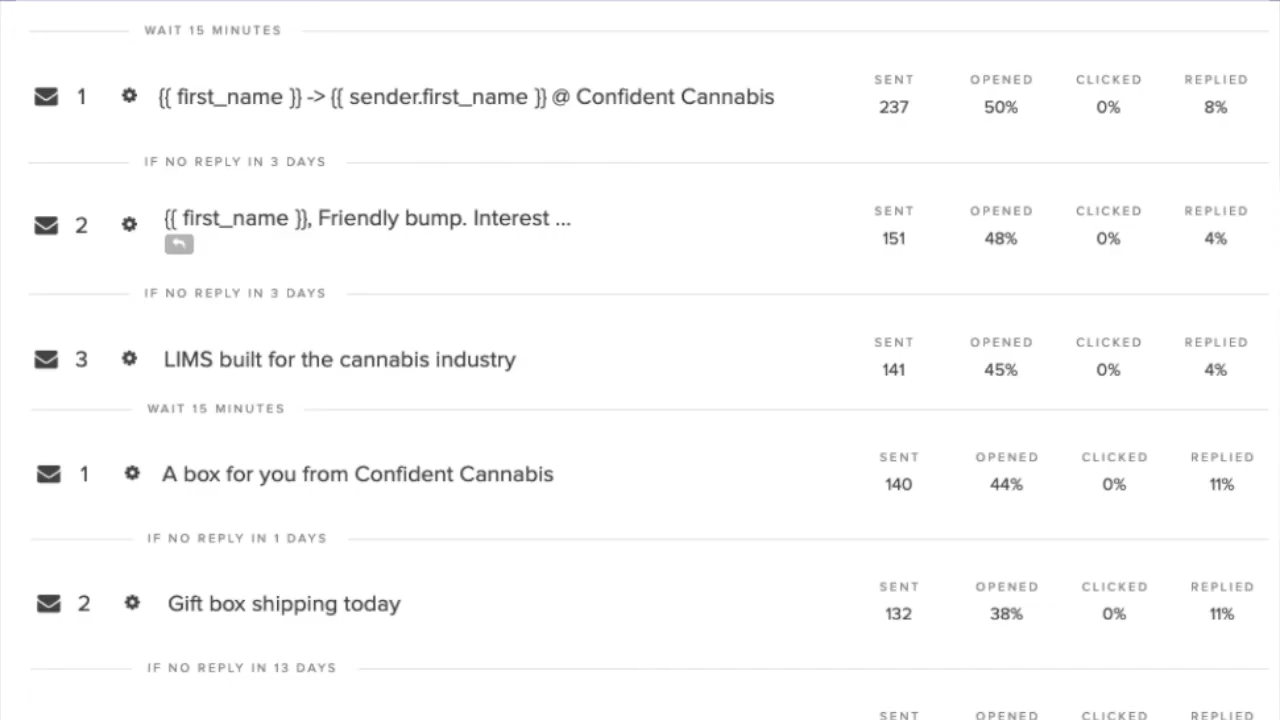 WAIT 15 MINUTES
SENT OPENED CLICKED REPLIED
1 {{ first_name }} -> {{ sender.first_name }} @ Confident Cannabis 237 50% 0% 8%
IF NO REPLY IN 3 DAYS
SENT OPENED CLICKED REPLIED
2 {{ first_name }}, Friendly bump. Interest ... 151 48% 0% 4%
IF NO REPLY IN 3 DAYS
SENT OPENED CLICKED REPLIED
3 LIMS built for the cannabis industry 141 45% 0% 4%
WAIT 15 MINUTES
SENT OPENED CLICKED REPLIED
1 A box for you from Confident Cannabis 140 44% 0% 11%
IF NO REPLY IN 1 DAYS
SENT OPENED CLICKED REPLIED
2 Gift box shipping today 132 38% 0% 11%
IF NO REPLY IN 13 DAYS
SENT OPENED CLICKED REPLIED